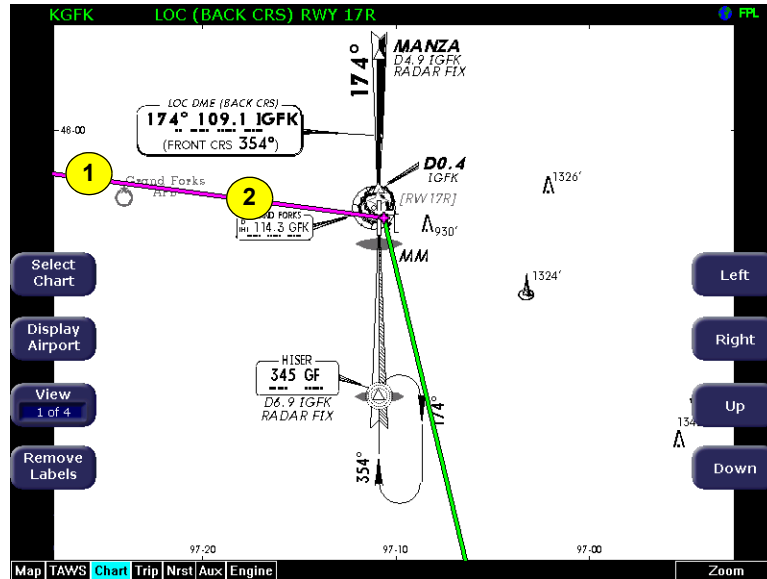 KGFK
LOC (BACK CRS) RWY 17R
FPL
MANZA
D4.9 IGFK
RADAR FIX
174°
LOC DME (BACK CRS)
174° 109.1 IGFK
(FRONT CRS 354°)
48-00
D0.4
IGFK
[RW17R]
1
2
Grand Forks
AFB
114.3 GFK
1326'
930'
MM
1324'
Select
Chart
Display
Airport
View
1 of 4
Remove
Labels
Left
Right
Up
Down
HISER
345 GF
D6.9 IGFK
RADAR FIX
174°
354°
97-20
97-10
97-00
Map
TAWS
Chart
Trip
Nrst
Aux
Engine
Zoom